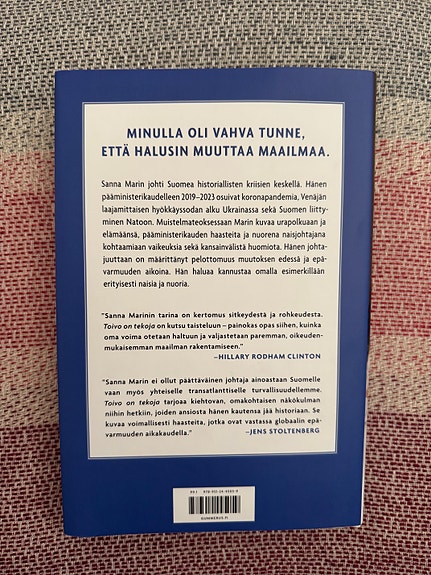 MINULLA OLI VAHVA TUNNE,
ETTÄ HALUSIN MUUTTAA MAAILMAA.
Sanna Marin johti Suomea historiallisten kriisien keskellä. Hänen
pääministerikaudelleen 2019–2023 osuivat koronapandemia, Venäjän
laajamittaisen hyökkäyssodan alku Ukrainassa sekä Suomen liitty-
minen Natoon. Muistelmateoksessaan Marin kuvaa urapolkuaan ja
elämäänsä, pääministerikauden haasteita ja nuorena naisjohtajana
kohtaamiaan vaikeuksia sekä kansainvälistä huomiota. Hänen johta-
juuttaan on määrittänyt pelottomuus muutoksen edessä ja epä-
varmuuden aikoina. Hän haluaa kannustaa omalla esimerkillään
erityisesti naisia ja nuoria.
"Sanna Marinin tarina on kertomus sitkeydestä ja rohkeudesta.
Toivo on tekoja on kutsu taisteluun – painokas opas siihen, kuinka
oma voima otetaan haltuun ja valjastetaan paremman, oikeuden-
mukaisemman maailman rakentamiseen."
–HILLARY RODHAM CLINTON
"Sanna Marin ei ollut päättäväinen johtaja ainoastaan Suomelle
vaan myös yhteiselle transatlanttiselle turvallisuudellemme.
Toivo on tekoja tarjoaa kiehtovan, omakohtaisen näkökulman
niihin hetkiin, joiden ansiosta hänen kautensa jää historiaan. Se
kuvaa voimallisesti haasteita, jotka ovat vastassa globaalin epä-
varmuuden aikakaudella."
–JENS STOLTENBERG
GUMMERUS.FI